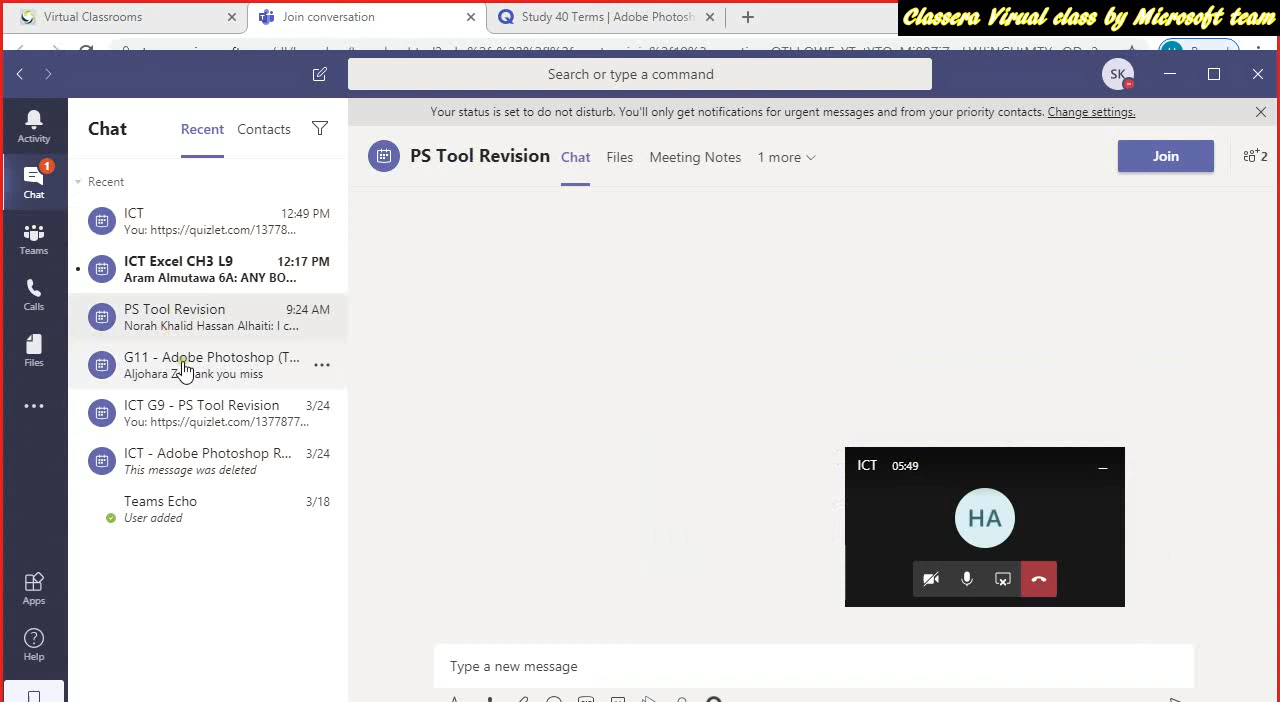 Virtual Classrooms
Join conversation
Study 40 Terms | Adobe Photosh
Classera Virual class by Microsoft team
Search or type a command
SK
Your status is set to do not disturb. You'll only get notifications for urgent messages and from your priority contacts. Change settings.
Activity
Chat
1
Teams
Calls
Files
Apps
Help
Chat
Recent
Contacts
Recent
ICT 12:49 PM
You: https://quizlet.com/13778...
ICT Excel CH3 L9 12:17 PM
Aram Almutawa 6A: ANY BO...
PS Tool Revision 9:24 AM
Norah Khalid Hassan Alhaiti: I c...
G11 - Adobe Photoshop (T...
Aljohara ank you miss
ICT G9 - PS Tool Revision 3/24
You: https://quizlet.com/1377877...
ICT - Adobe Photoshop R... 3/24
This message was deleted
Teams Echo 3/18
User added
PS Tool Revision
Chat
Files
Meeting Notes
1 more
Join
2
ICT 05:49
HA
Type a new message